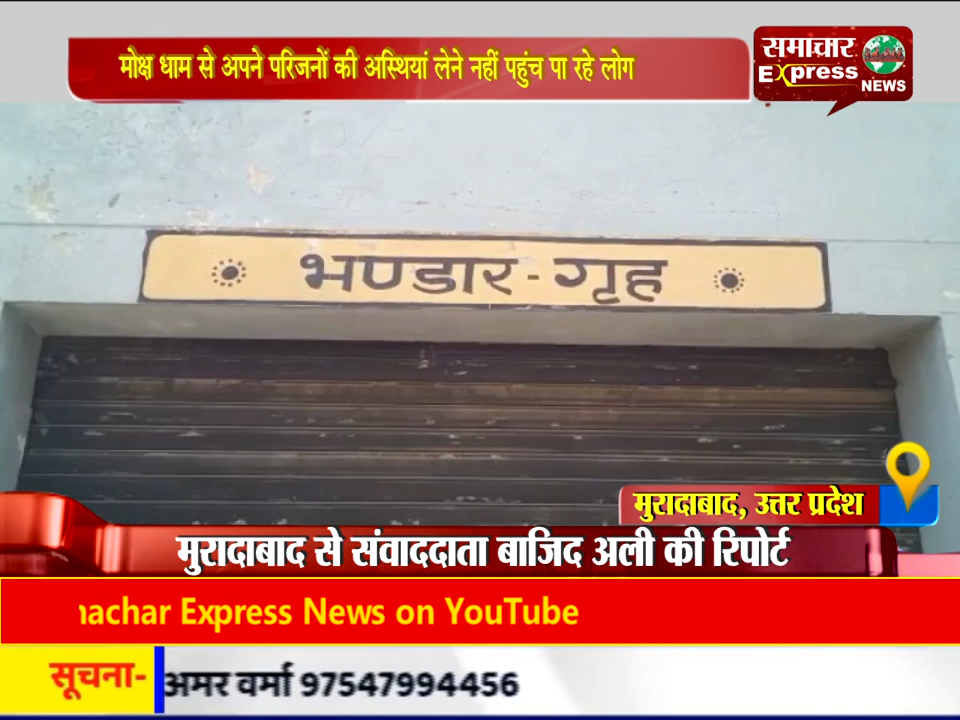 मोक्ष धाम से अपने परिजनों की अस्थियां लेने नहीं पहुंच पा रहे लोग
समाचार
Express
NEWS
भण्डार-गृह
मुरादाबाद, उत्तर प्रदेश
मुरादाबाद से संवाददाता बाजिद अली की रिपोर्ट
nachar Express News on YouTube
सूचना- अमर वर्मा 97547994456